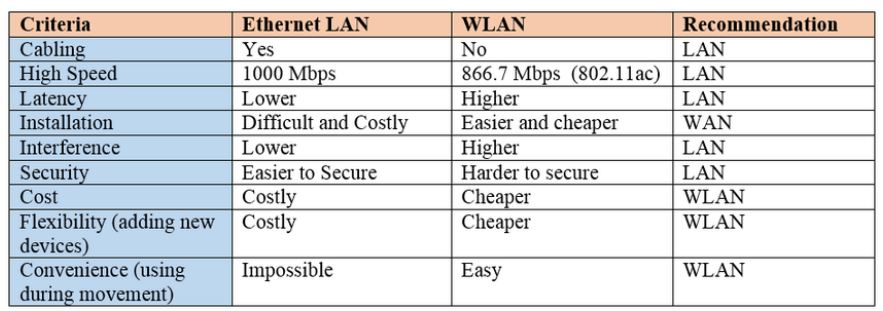 Criteria Ethernet LAN WLAN Recommendation
Cabling Yes No LAN
High Speed 1000 Mbps 866.7 Mbps (802.11ac) LAN
Latency Lower Higher LAN
Installation Difficult and Costly Easier and cheaper WAN
Interference Lower Higher LAN
Security Easier to Secure Harder to secure LAN
Cost Costly Cheaper WLAN
Flexibility (adding new Costly Cheaper WLAN
devices)
Convenience (using Impossible Easy WLAN
during movement)